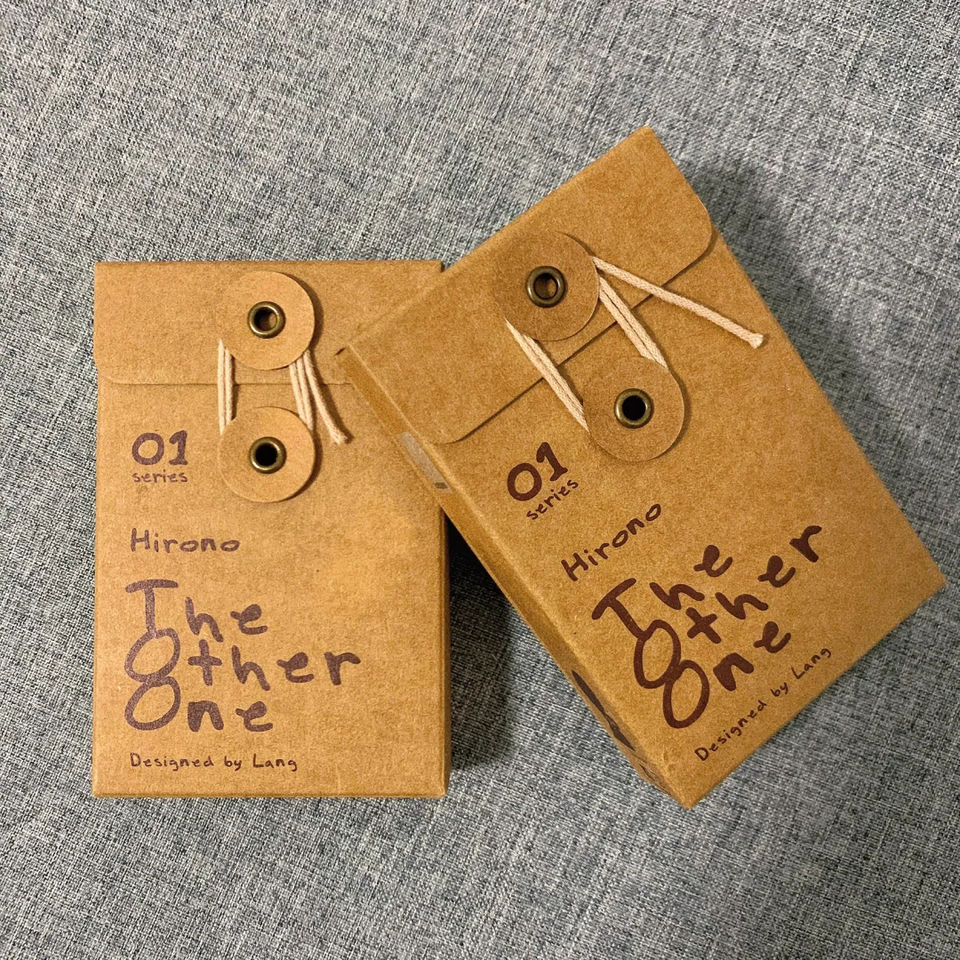 01
series
Hirono
The
Other
One
Designed by Lang
01
series
Hirono
The
Other
One
Designed by Lang